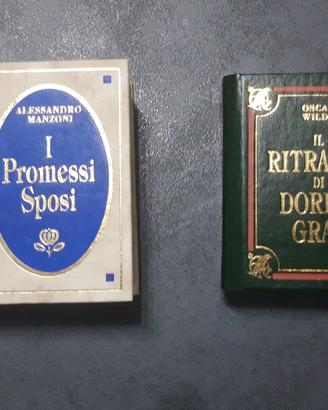 ALESSANDRO
MANZONI
I
Promessi
Sposi
OSCA
WILD
IL
RITRA
DI
DORI
GRA